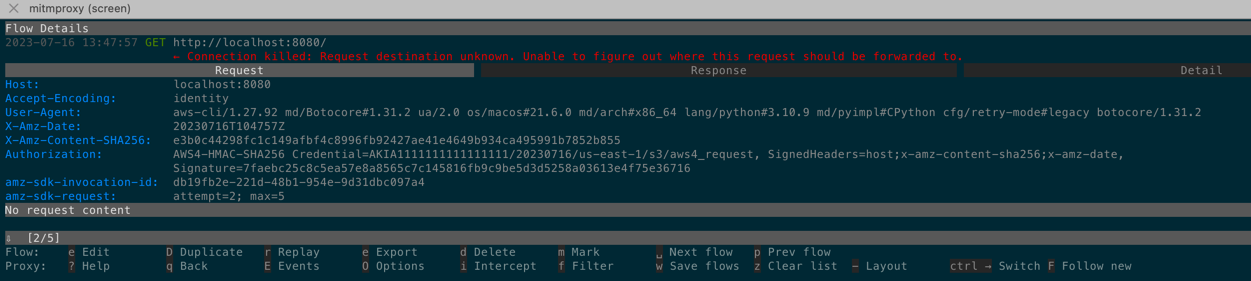 mitmproxy (screen)
Flow Details
2023-07-16 13:47:57 GET http://localhost:8080/
← Connection killed: Request destination unknown. Unable to figure out where this request should be forwarded to.
Request Response Detail
Host: localhost:8080
Accept-Encoding: identity
User-Agent: aws-cli/1.27.92 md/Botocore#1.31.2 ua/2.0 os/macos#21.6.0 md/arch#x86_64 lang/python#3.10.9 md/pyimpl#CPython cfg/retry-mode#legacy botocore/1.31.2
X-Amz-Date: 20230716T104757Z
X-Amz-Content-SHA256: e3b0c44298fc1c149afbf4c8996fb92427ae41e4649b934ca495991b7852b855
Authorization: AWS4-HMAC-SHA256 Credential=AKIA1111111111111111/20230716/us-east-1/s3/aws4_request, SignedHeaders=host;x-amz-content-sha256;x-amz-date,
Signature=7faebc25c8c5ea57e8a8565c7c145816fb9c9be5d3d5258a03613e4f75e36716
amz-sdk-invocation-id: db19fb2e-221d-48b1-954e-9d31dbc097a4
amz-sdk-request: attempt=2; max=5
No request content
⇩ [2/5]
Flow: e Edit D Duplicate r Replay e Export d Delete m Mark ␣ Next flow p Prev flow
Proxy: ? Help q Back E Events O Options i Intercept f Filter w Save flows z Clear list - Layout ctrl → Switch F Follow new